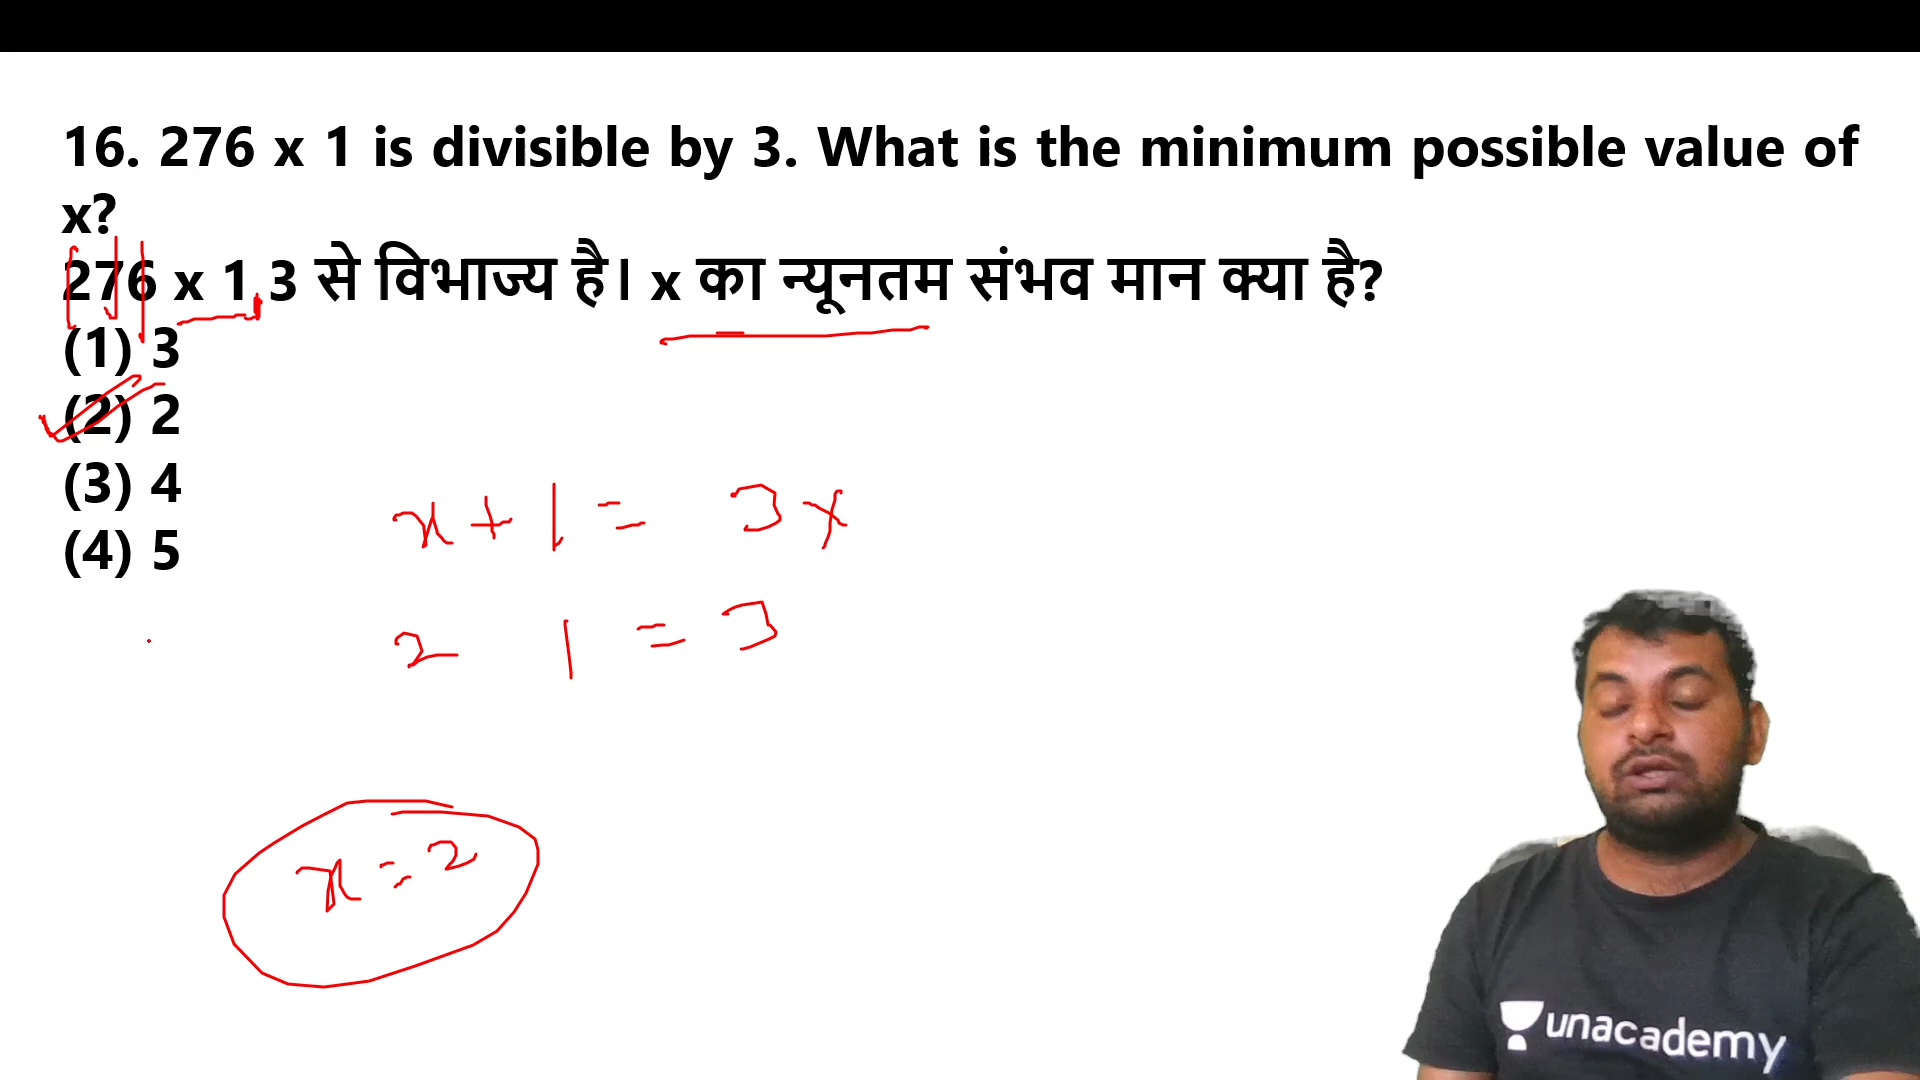 16. 276 x 1 is divisible by 3. What is the minimum possible value of
x?
276 x 1, 3 से विभाज्य है। x का न्यूनतम संभव मान क्या है?
(1) 3
(2) 2
(3) 4
(4) 5
x + 1 = 3x
2 1 = 3
x = 2
unacademy